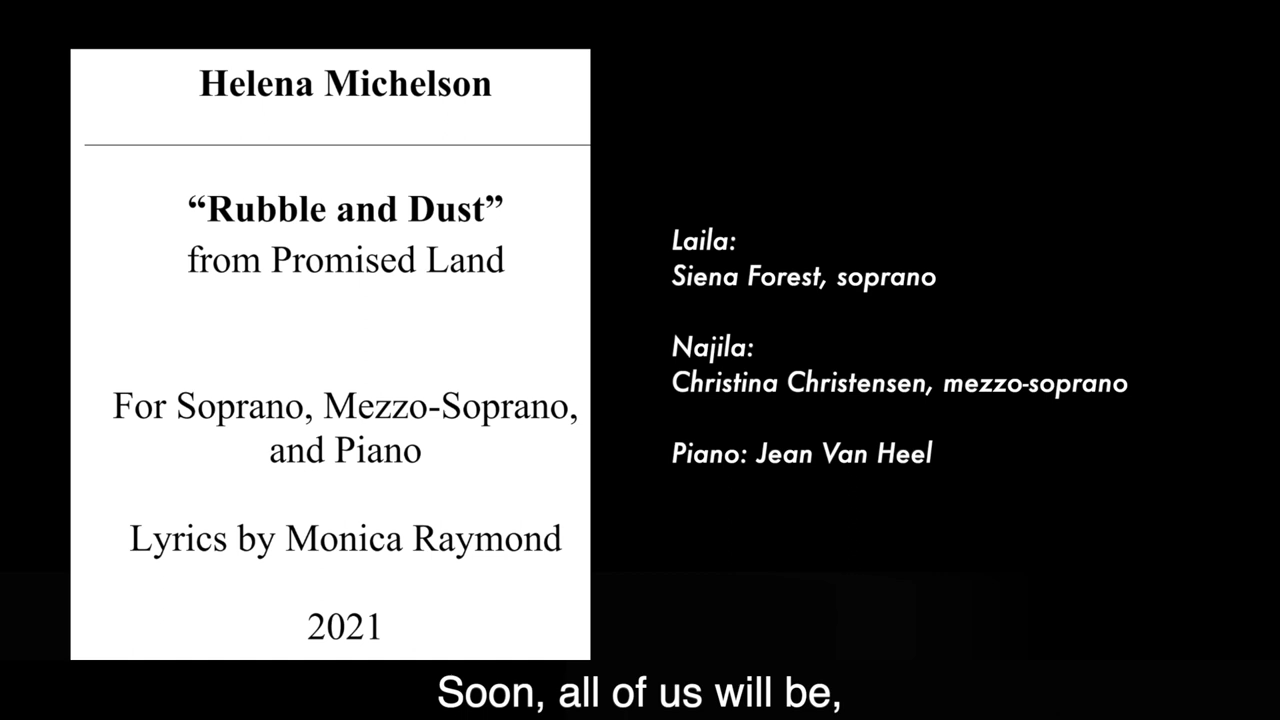 Helena Michelson
“Rubble and Dust”
from Promised Land
For Soprano, Mezzo-Soprano,
and Piano
Lyrics by Monica Raymond
2021
Laila:
Siena Forest, soprano
Najila:
Christina Christensen, mezzo-soprano
Piano: Jean Van Heel
Soon, all of us will be,